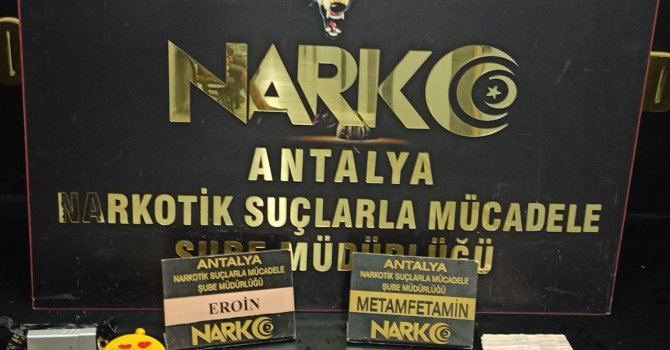 NARKO
ANTALYA
NARKOTİK SUÇLARLA MÜCADELE
ŞUBE MÜDÜRLÜĞÜ
ANTALYA
NARKOTİK SUÇLARLA MÜCADELE
ŞUBE MÜDÜRLÜĞÜ
EROİN
NARKO
ANTALYA
NARKOTİK SUÇLARLA MÜCADELE
ŞUBE MÜDÜRLÜĞÜ
METAMFETAMİN
NARKO